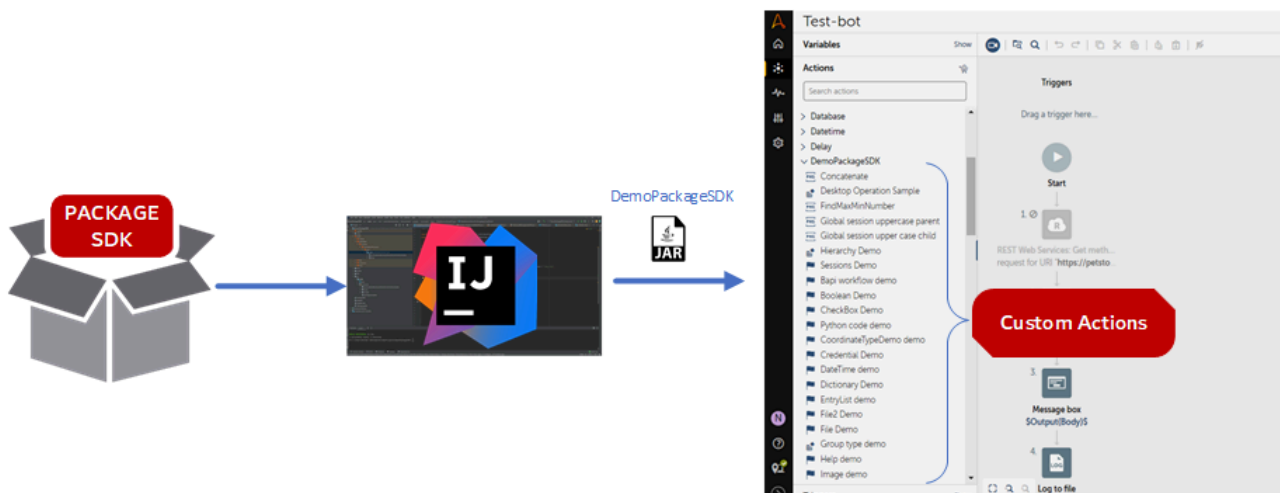 PACKAGE
SDK
IJ
DemoPackageSDK
JAR
Test-bot
Variables
Show
Actions
Search actions
Database
Datetime
Delay
DemoPackageSDK
Concatenate
Desktop Operation Sample
FindMaxMinNumber
Global session uppercase parent
Global session upper case child
Hierarchy Demo
Sessions Demo
Bapi workflow demo
Boolean Demo
CheckBox Demo
Python code demo
CoordinateTypeDemo demo
Credential Demo
DateTime demo
Dictionary Demo
EntryList demo
File2 Demo
File Demo
Group type demo
Help demo
Image demo
N
Triggers
Drag a trigger here...
Start
1.
R
REST Web Services: Get meth...
request for URI "https://petsto...
Custom Actions
3.
Message box
$Output{Body}$
4.
LOG
Log to file